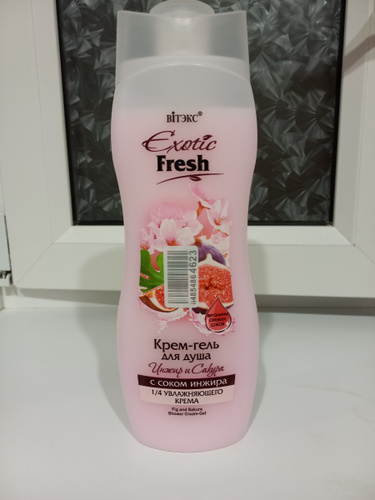 ВIТЭКС®
Exotic
Fresh
Крем-гель
для душа
Инжир и Сакура
с соком инжира
1/4 УВЛАЖНЯЮЩЕГО
КРЕМА
Fig and Sakura
Shower Cream-Gel